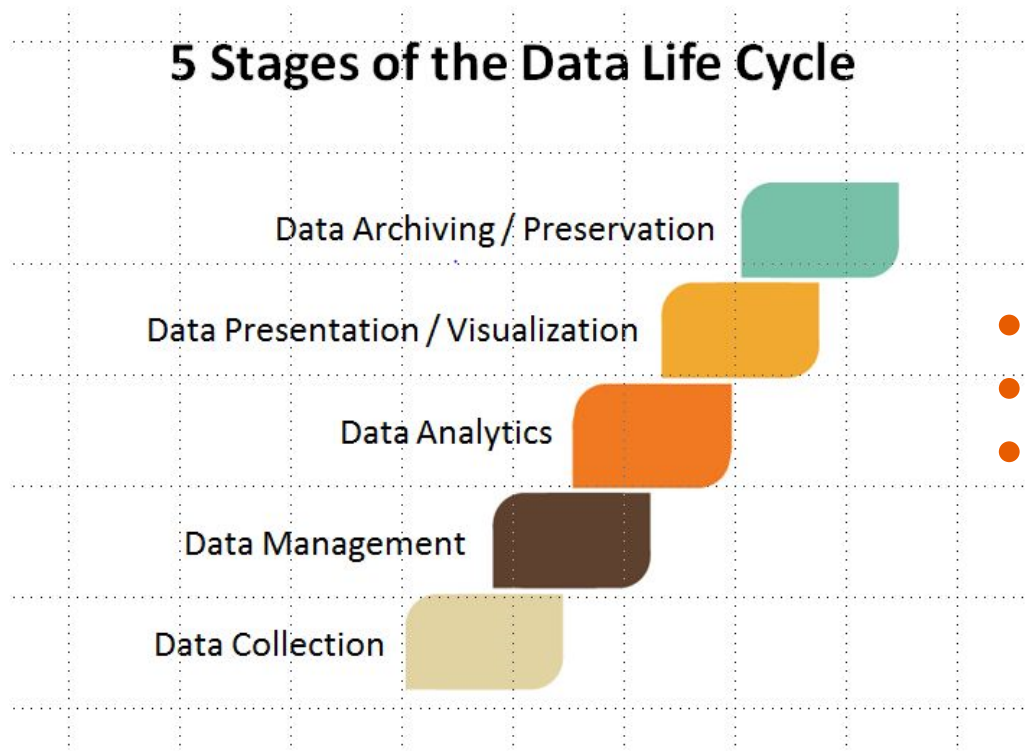 5 Stages of the Data Life Cycle
Data Archiving / Preservation
Data Presentation / Visualization
Data Analytics
Data Management
Data Collection